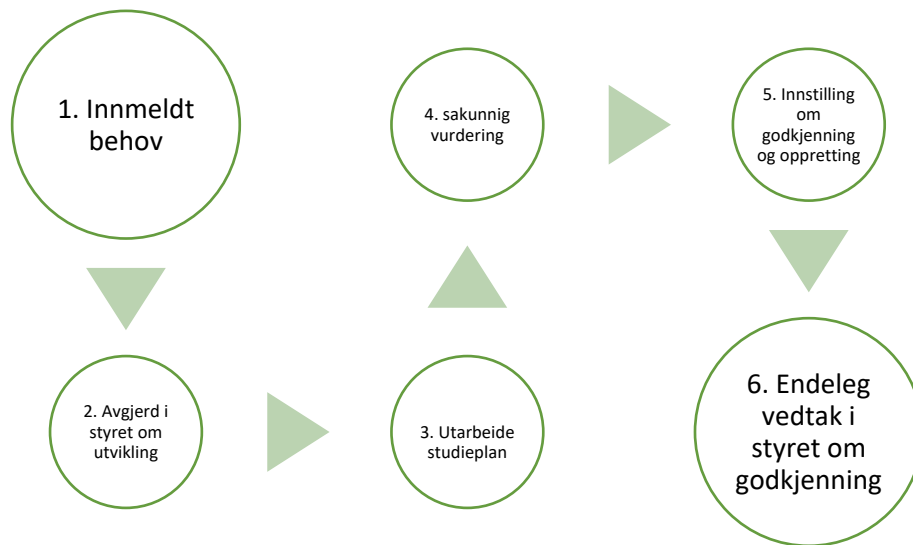 1. Innmeldt
behov
2. Avgjerd i
styret om
utvikling
3. Utarbeide
studieplan
4. sakunnig
vurdering
5. Innstilling
om
godkjenning
og oppretting
6. Endeleg
vedtak i
styret om
godkjenning